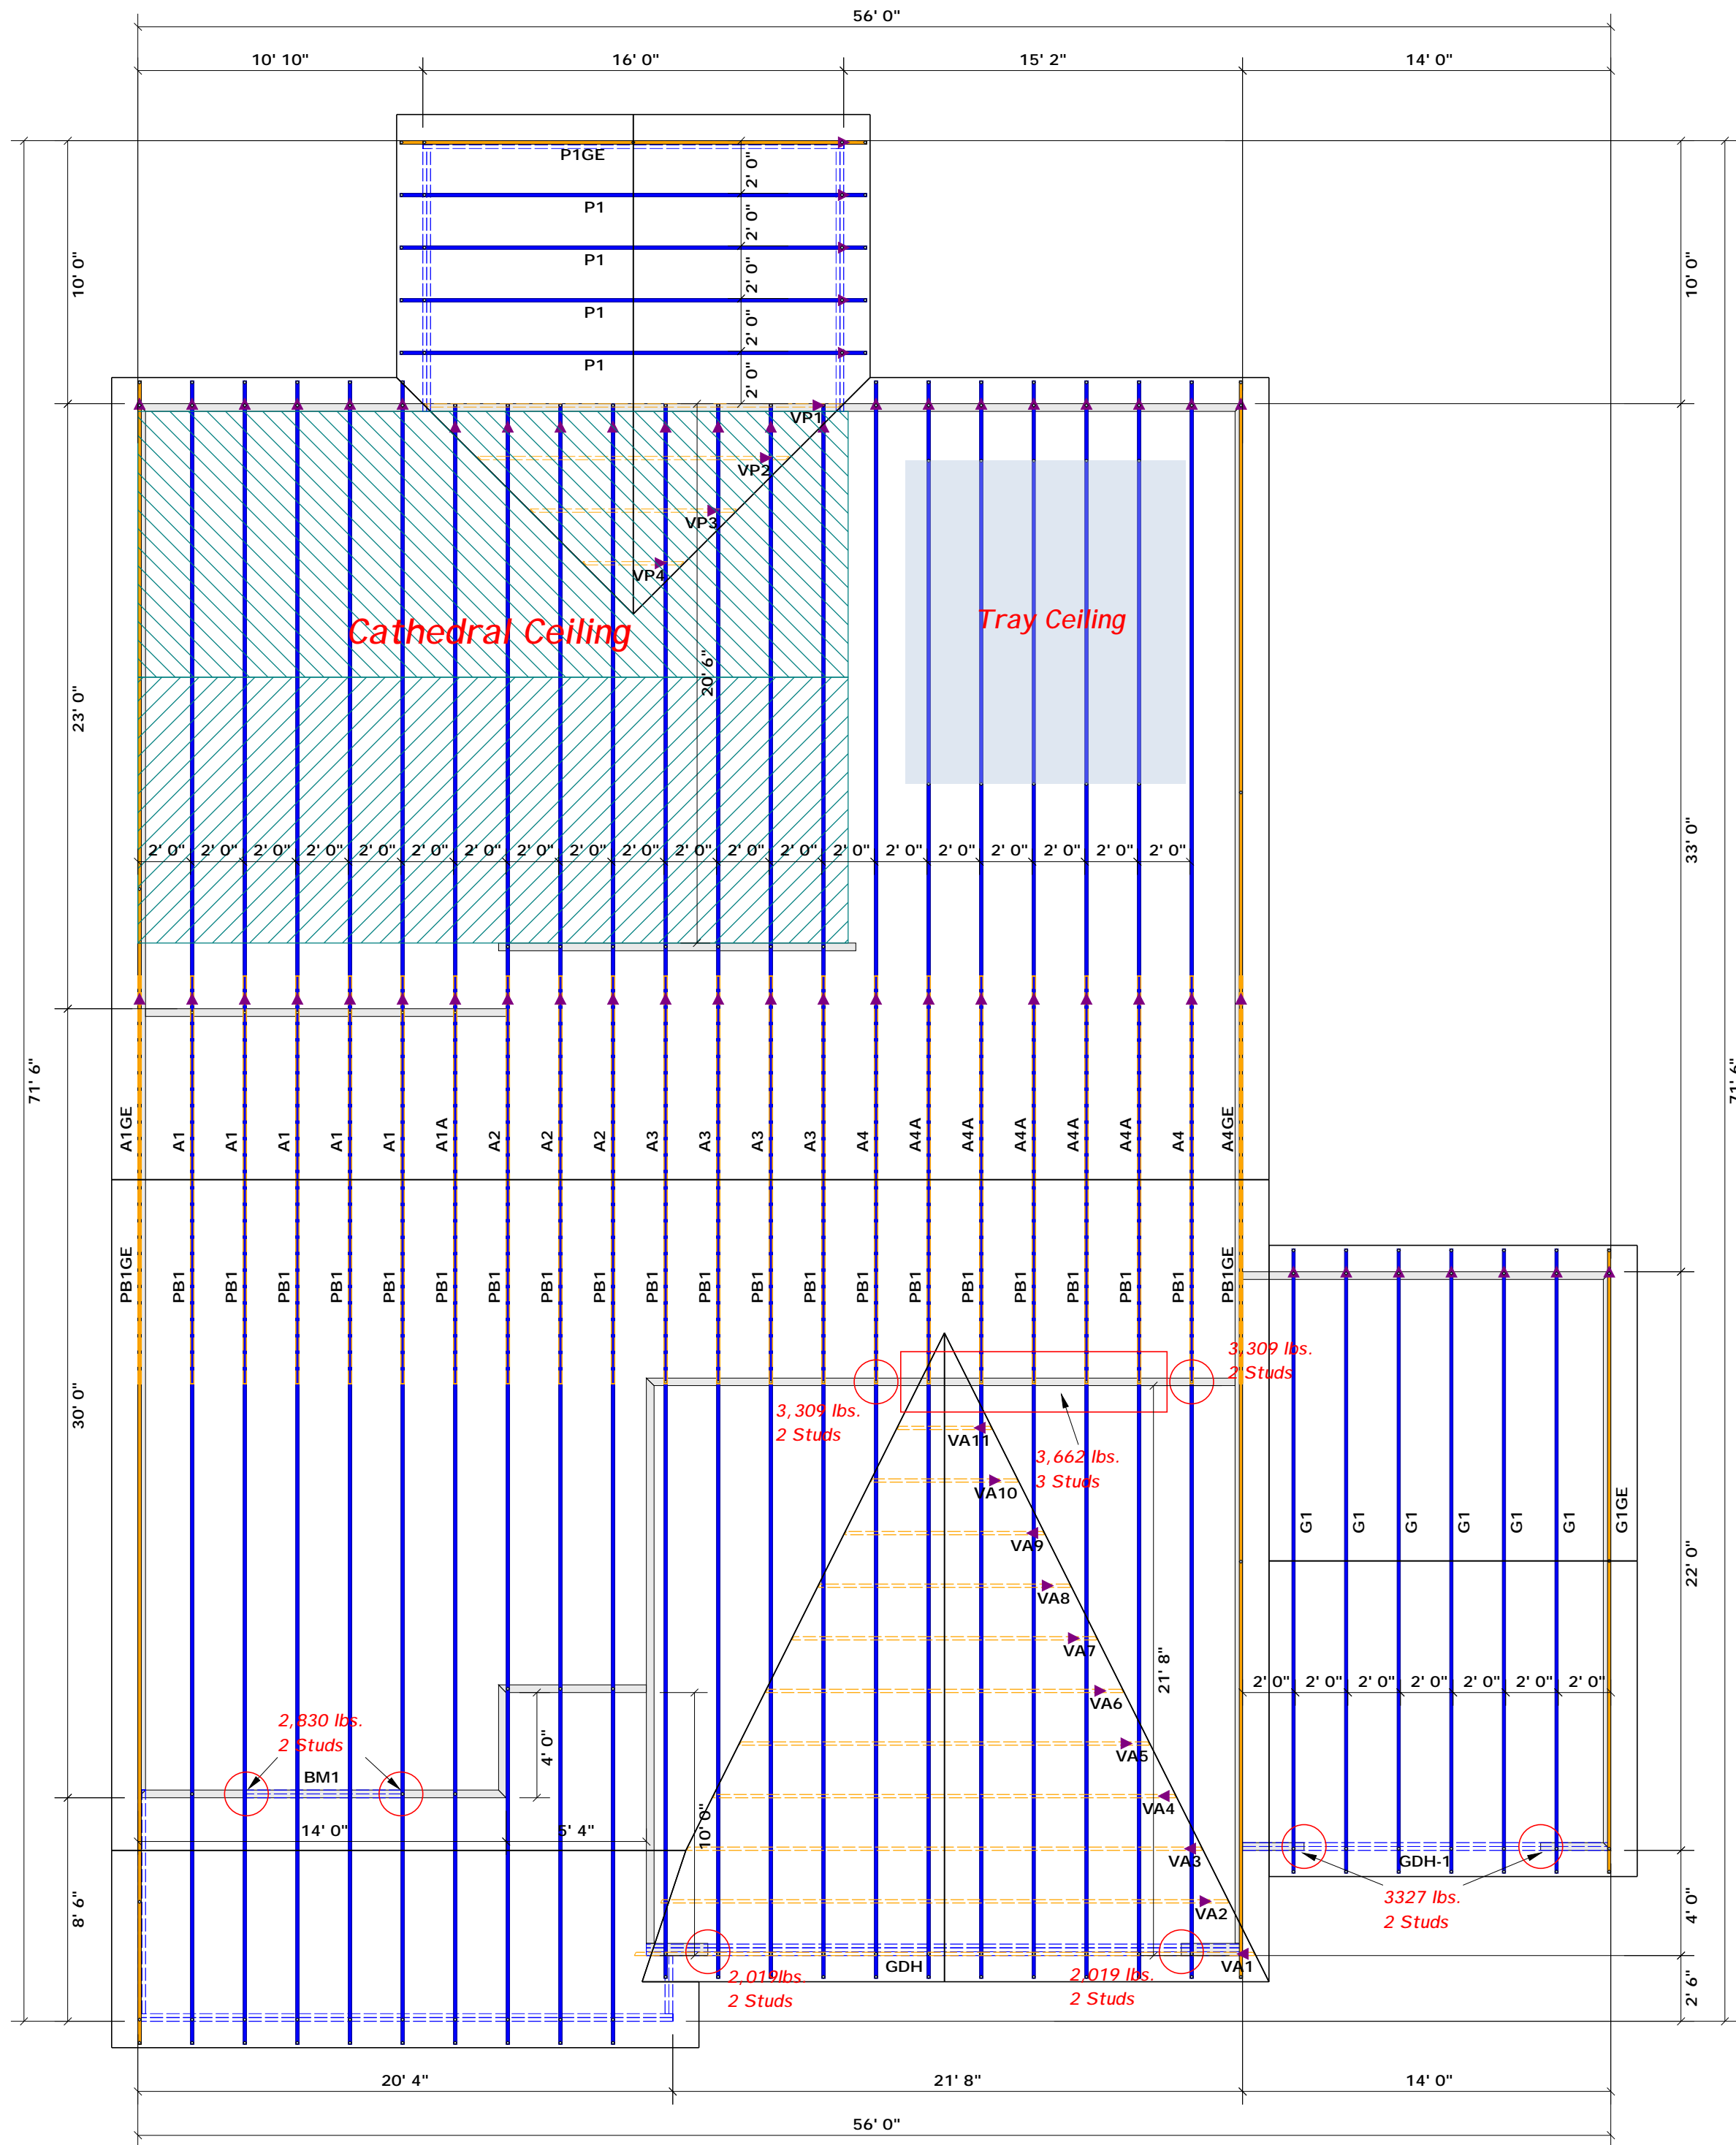 56' 0"
10' 10" 16' 0" 15' 2" 14' 0"
P1GE
2' 0"
P1
2' 0"
P1
2' 0"
P1
2' 0"
P1
2' 0"
10' 0"
10' 0"
VP1
VP2
VP3
VP4
Cathedral Ceiling
Tray Ceiling
20' 6"
23' 0"
33' 0"
71' 6"
71' 6"
2' 0" 2' 0" 2' 0" 2' 0" 2' 0" 2' 0" 2' 0" 2' 0" 2' 0" 2' 0" 2' 0" 2' 0" 2' 0" 2' 0" 2' 0" 2' 0" 2' 0" 2' 0" 2' 0" 2' 0"
A1GE A1 A1 A1 A1 A1 A1A A2 A2 A2 A3 A3 A3 A3 A4 A4A A4A A4A A4A A4A A4 A4GE
PB1GE PB1 PB1 PB1 PB1 PB1 PB1 PB1 PB1 PB1 PB1 PB1 PB1 PB1 PB1 PB1 PB1 PB1 PB1 PB1 PB1 PB1GE
3,309 lbs.
2 Studs
3,309 lbs.
2 Studs
3,662 lbs.
3 Studs
30' 0"
VA11
VA10
VA9
VA8
VA7
VA6
VA5
VA4
VA3
VA2
VA1
21' 8"
G1 G1 G1 G1 G1 G1 G1GE
22' 0"
2' 0" 2' 0" 2' 0" 2' 0" 2' 0" 2' 0" 2' 0"
2,830 lbs.
2 Studs
BM1
4' 0"
10' 0"
14' 0" 5' 4"
GDH-1
3327 lbs.
2 Studs
8' 6"
4' 0"
2' 6"
GDH
2,019lbs.
2 Studs
2,019 lbs.
2 Studs
20' 4" 21' 8" 14' 0"
56' 0"